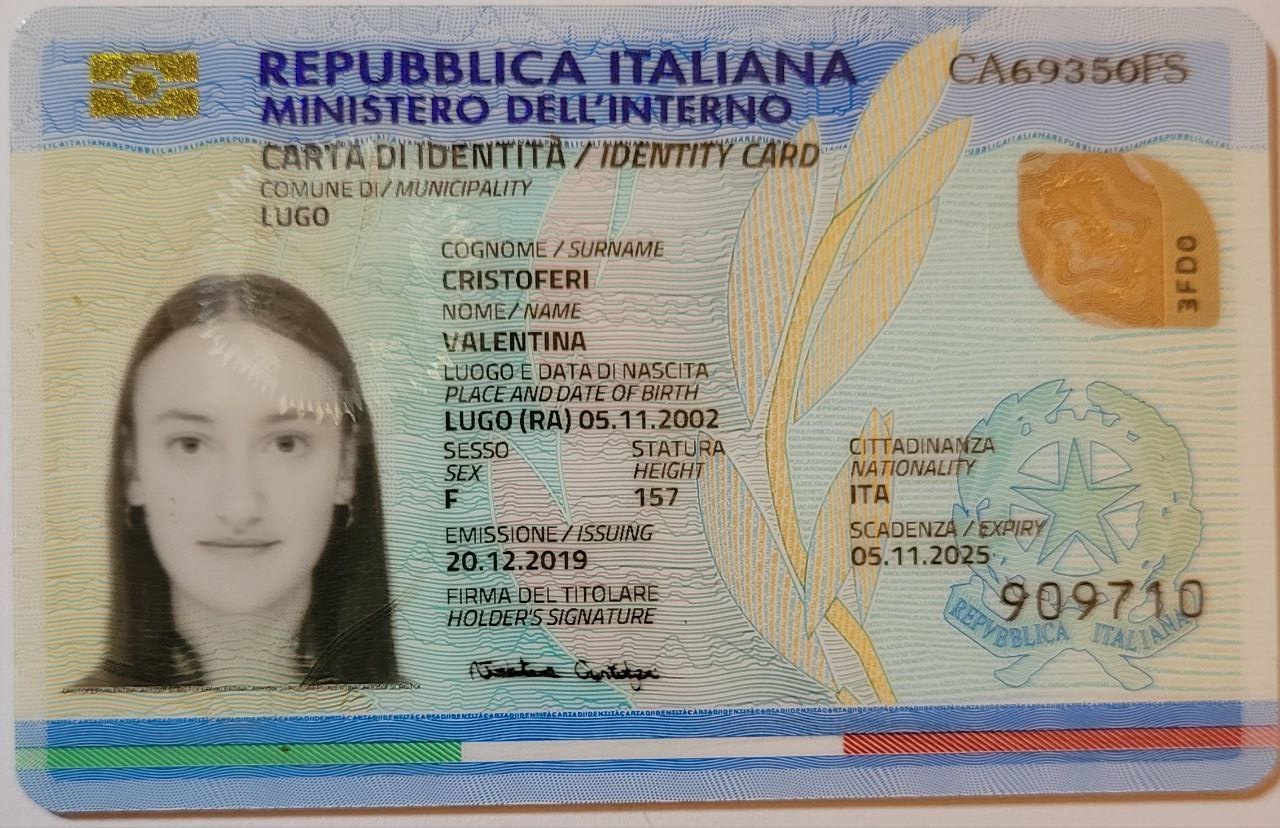 REPUBBLICA ITALIANA
CA69350FS
MINISTERO DELL'INTERNO
CARTA DI IDENTITÀ / IDENTITY CARD
COMUNE DI / MUNICIPALITY
LUGO
3FD0
COGNOME / SURNAME
CRISTOFERI
NOME / NAME
VALENTINA
LUOGO E DATA DI NASCITA
PLACE AND DATE OF BIRTH
LUGO (RA) 05.11.2002
SESSO STATURA CITTADINANZA
SEX HEIGHT NATIONALITY
F 157 ITA
EMISSIONE / ISSUING SCADENZA / EXPIRY
20.12.2019 05.11.2025
FIRMA DEL TITOLARE
HOLDER'S SIGNATURE
909710
REPVBBLICA ITALIANA